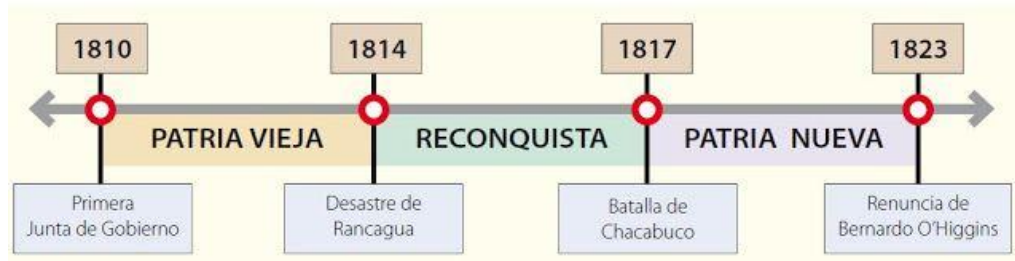 1810
1814
1817
1823
PATRIA VIEJA
RECONQUISTA
PATRIA NUEVA
Primera
Junta de Gobierno
Desastre de
Rancagua
Batalla de
Chacabuco
Renuncia de
Bernardo O'Higgins